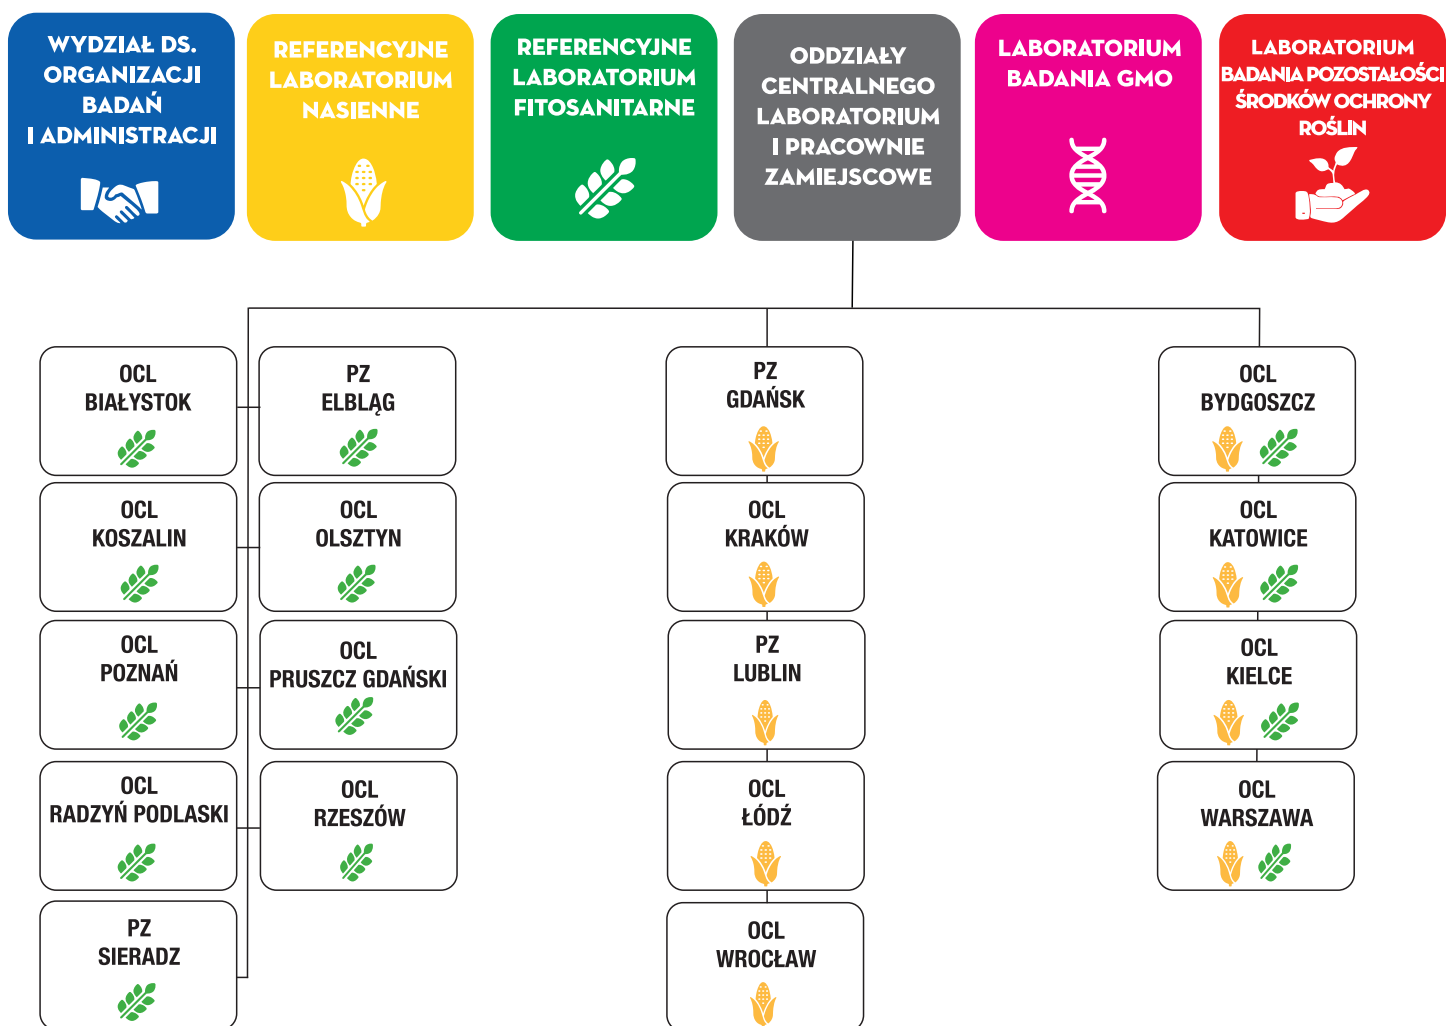 WYDZIAŁ DS.
ORGANIZACJI
BADAŃ
I ADMINISTRACJI
REFERENCYJNE
LABORATORIUM
NASIENNE
REFERENCYJNE
LABORATORIUM
FITOSANITARNE
ODDZIAŁY
CENTRALNEGO
LABORATORIUM
I PRACOWNIE
ZAMIEJSCOWE
LABORATORIUM
BADANIA GMO
LABORATORIUM
BADANIA POZOSTAŁOŚCI
ŚRODKÓW OCHRONY
ROŚLIN
OCL
BIAŁYSTOK
PZ
ELBLĄG
OCL
KOSZALIN
OCL
OLSZTYN
OCL
POZNAŃ
OCL
PRUSZCZ GDAŃSKI
OCL
RADZYŃ PODLASKI
OCL
RZESZÓW
PZ
SIERADZ
PZ
GDAŃSK
OCL
KRAKÓW
PZ
LUBLIN
OCL
ŁÓDŹ
OCL
WROCŁAW
OCL
BYDGOSZCZ
OCL
KATOWICE
OCL
KIELCE
OCL
WARSZAWA